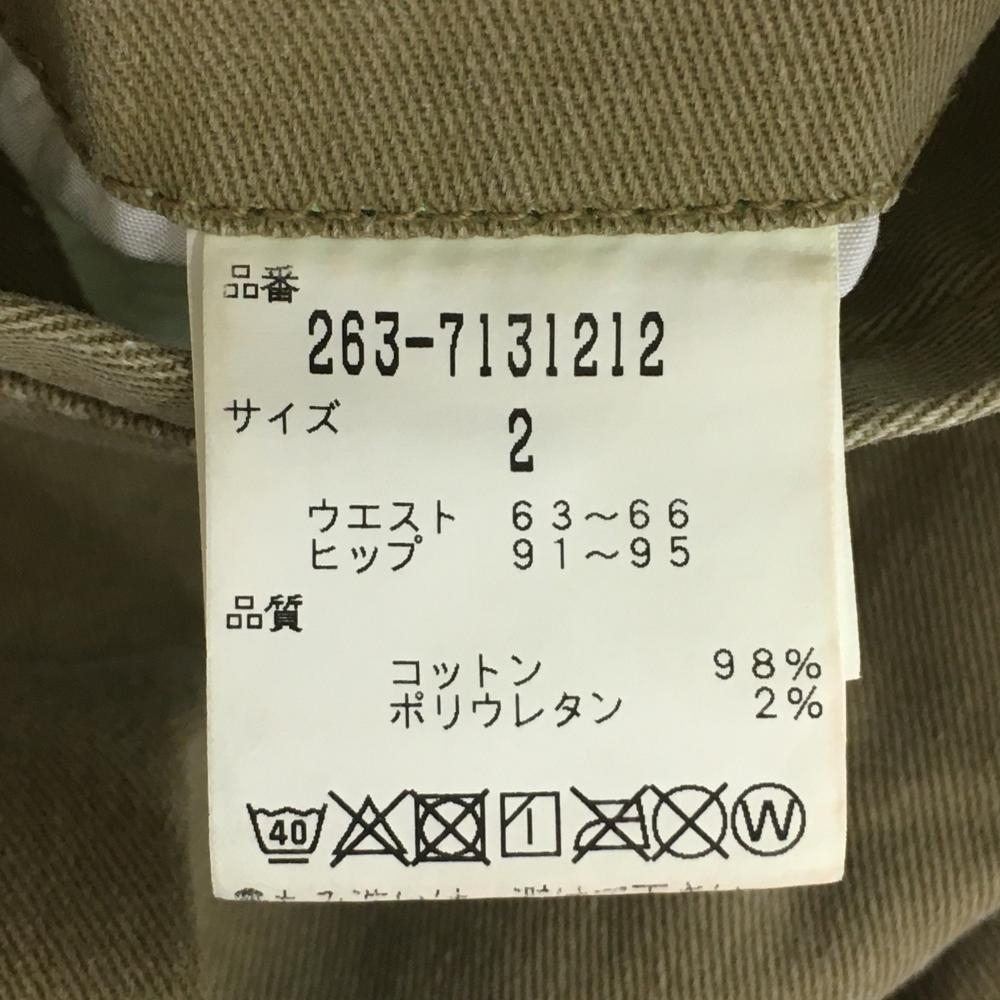 品番
263-7131212
サイズ
2
ウエスト 63～66
ヒップ 91～95
品質
コットン 98%
ポリウレタン 2%
40 W